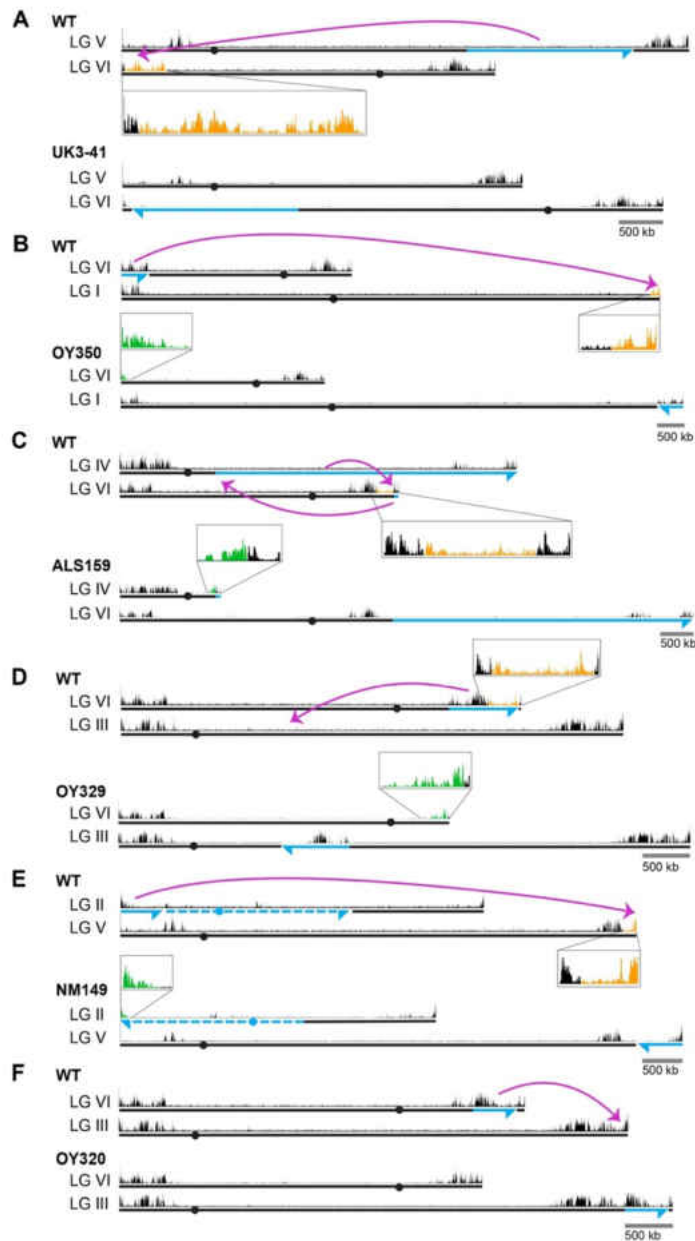 A
WT
LG V
LG VI
UK3-41
LG V
LG VI
500 kb
B
WT
LG VI
LG I
OY350
LG VI
LG I
500 kb
C
WT
LG IV
LG VI
ALS159
LG IV
LG VI
500 kb
D
WT
LG VI
LG III
OY329
LG VI
LG III
500 kb
E
WT
LG II
LG V
NM149
LG II
LG V
500 kb
F
WT
LG VI
LG III
OY320
LG VI
LG III
500 kb